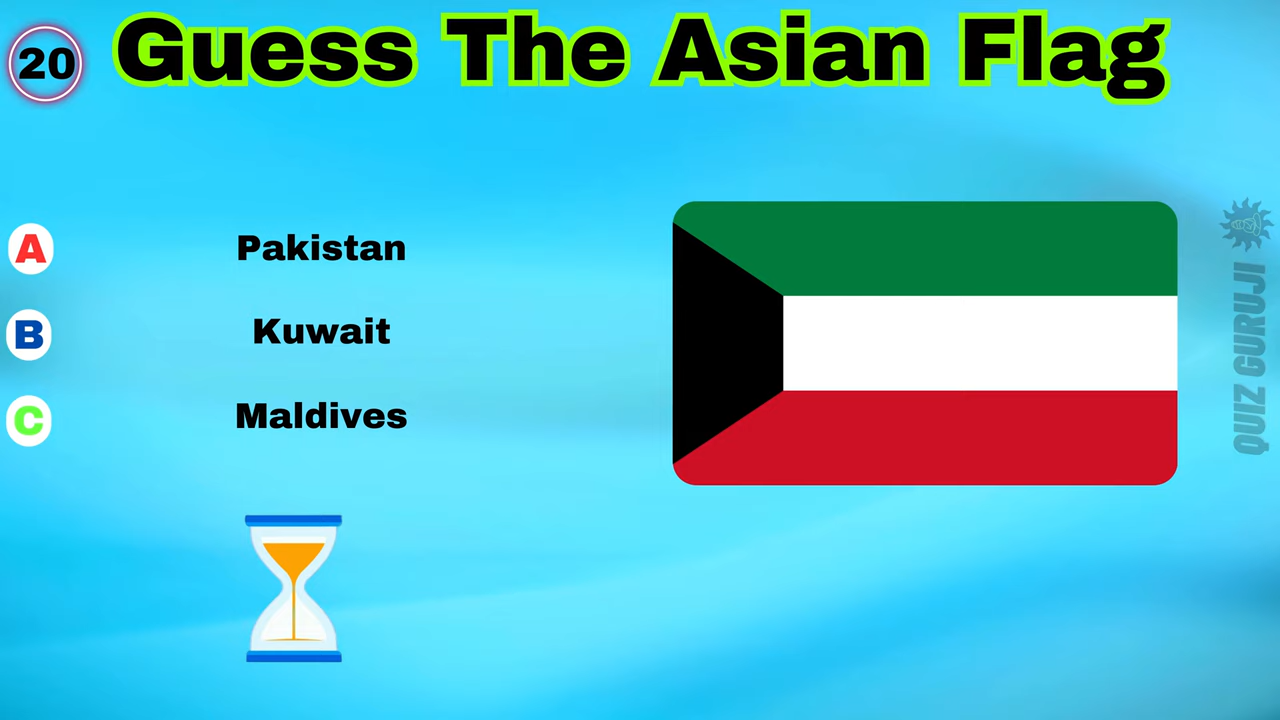 20
Guess The Asian Flag
A Pakistan
B Kuwait
C Maldives
QUIZ GURUJI